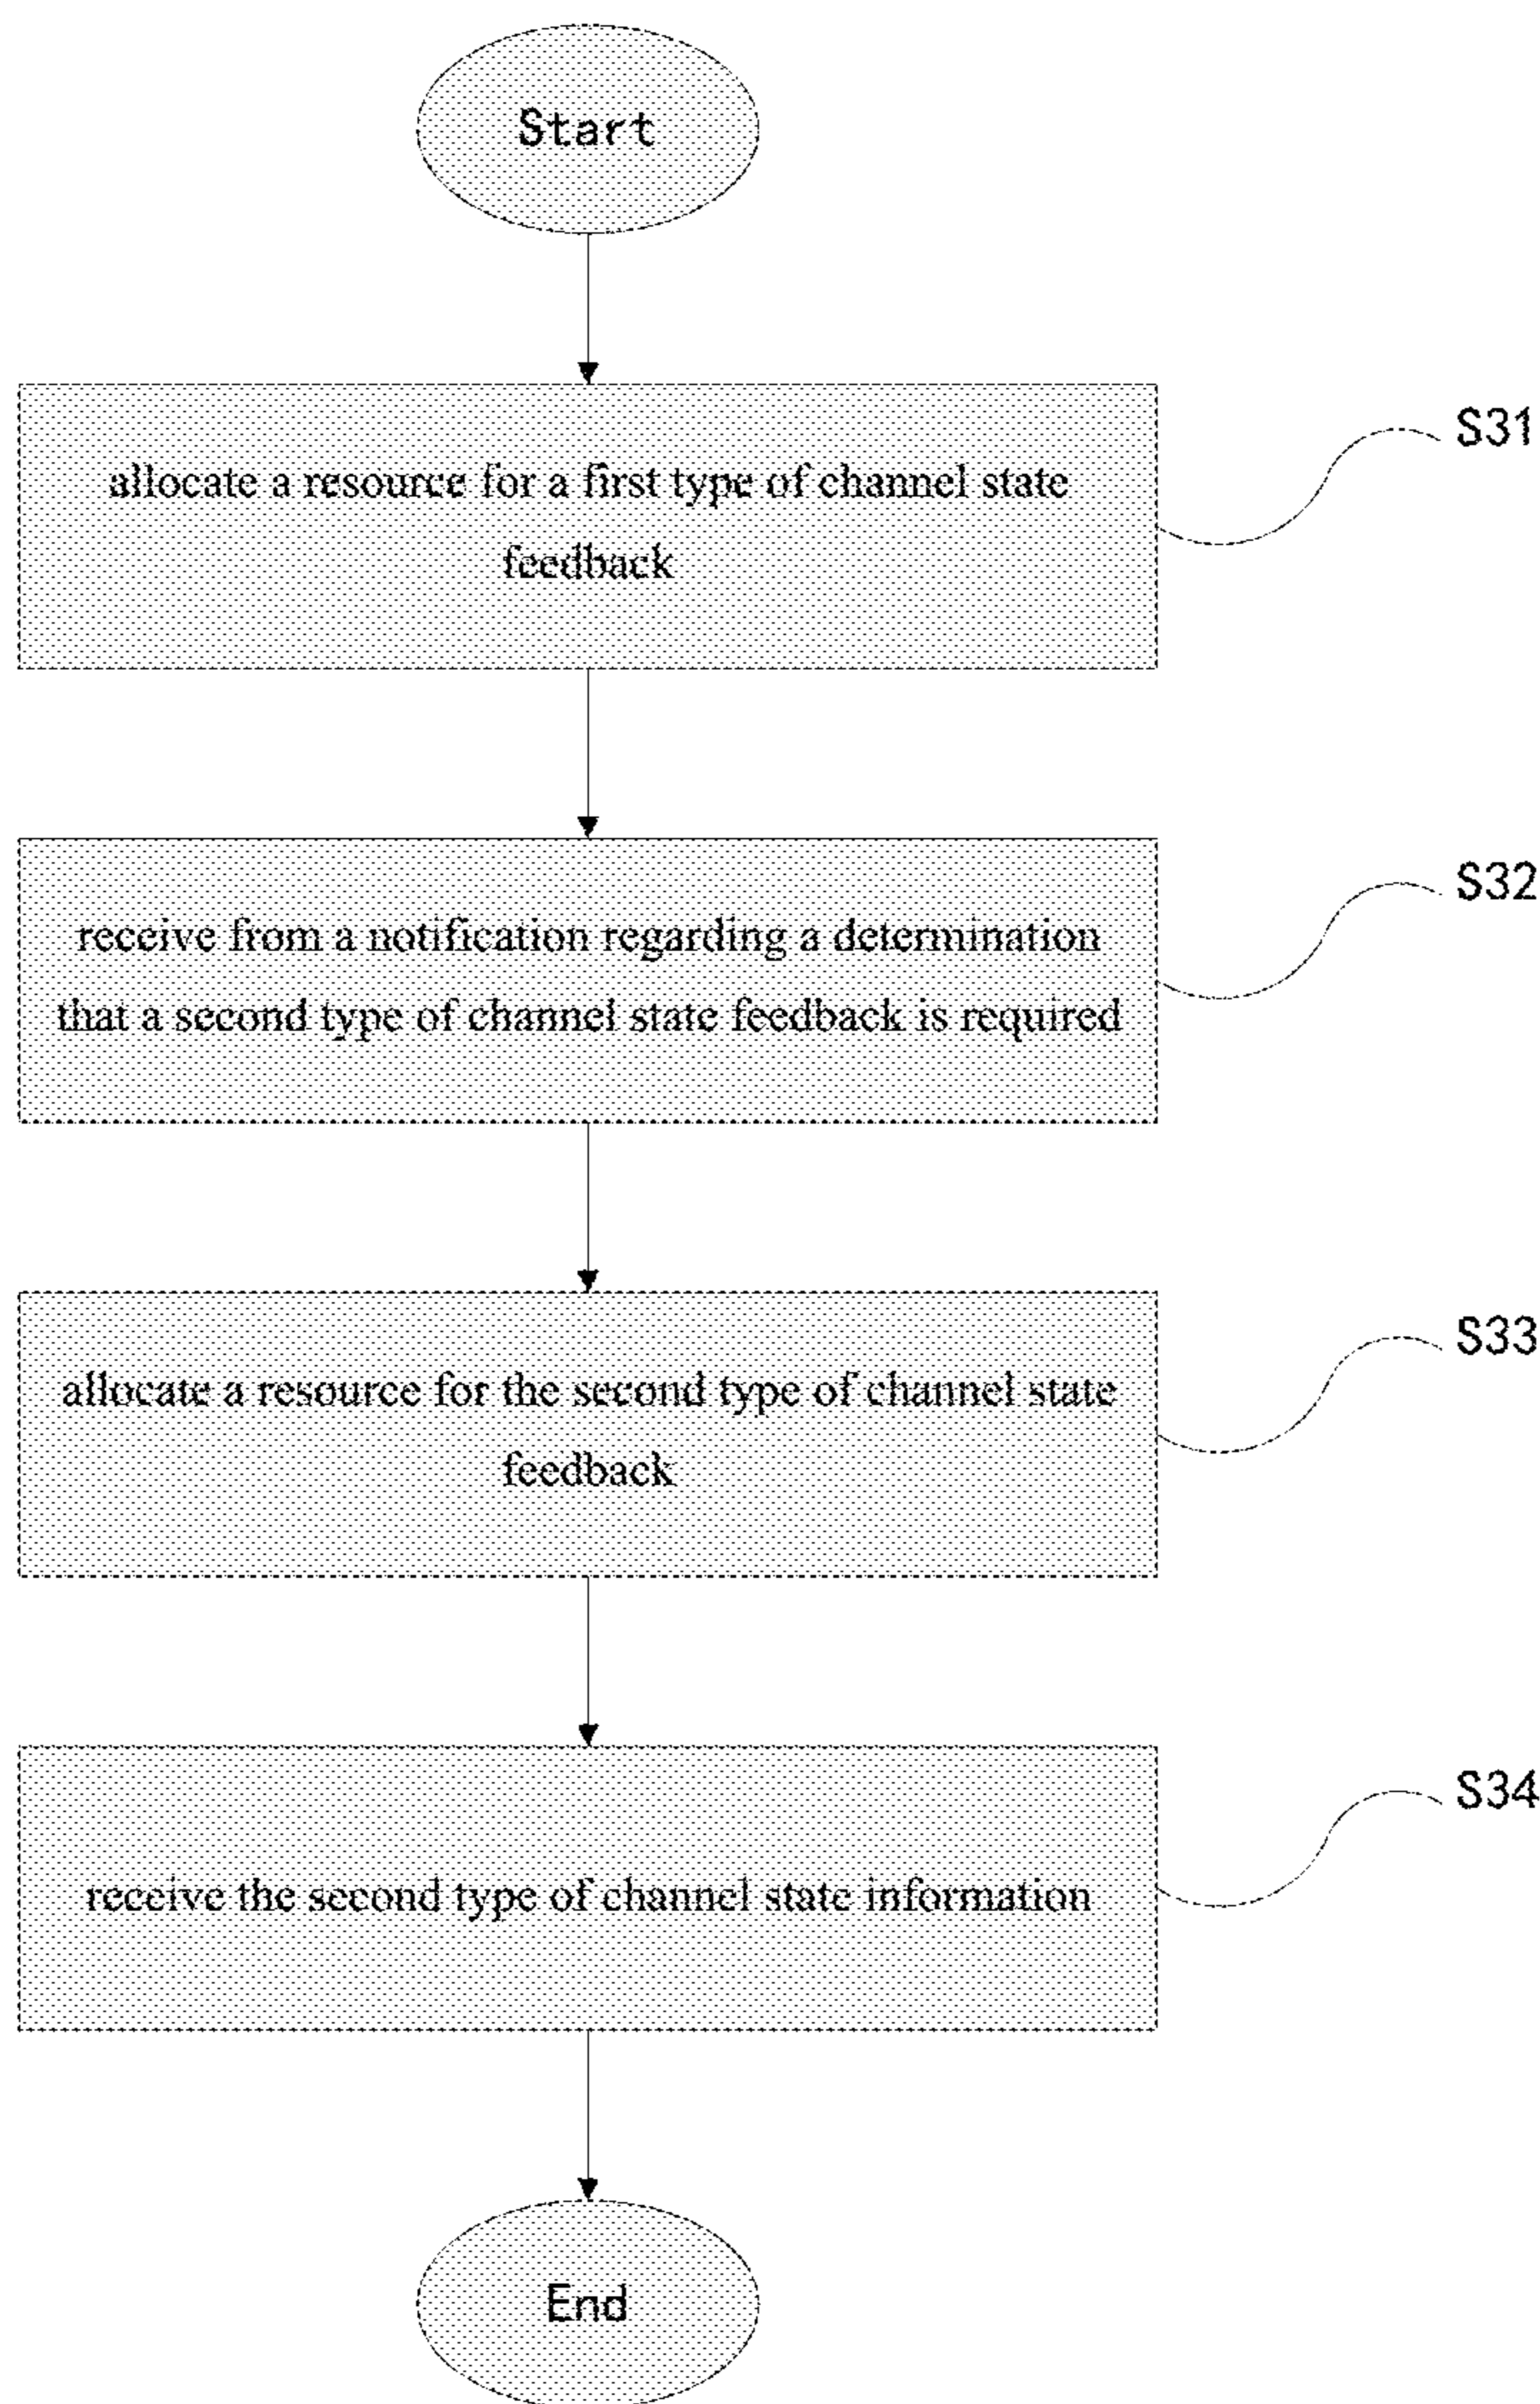 Start
allocate a resource for a first type of channel state
feedback
S31
receive from a notification regarding a determination
that a second type of channel state feedback is required
S32
allocate a resource for the second type of channel state
feedback
S33
receive the second type of channel state information
S34
End